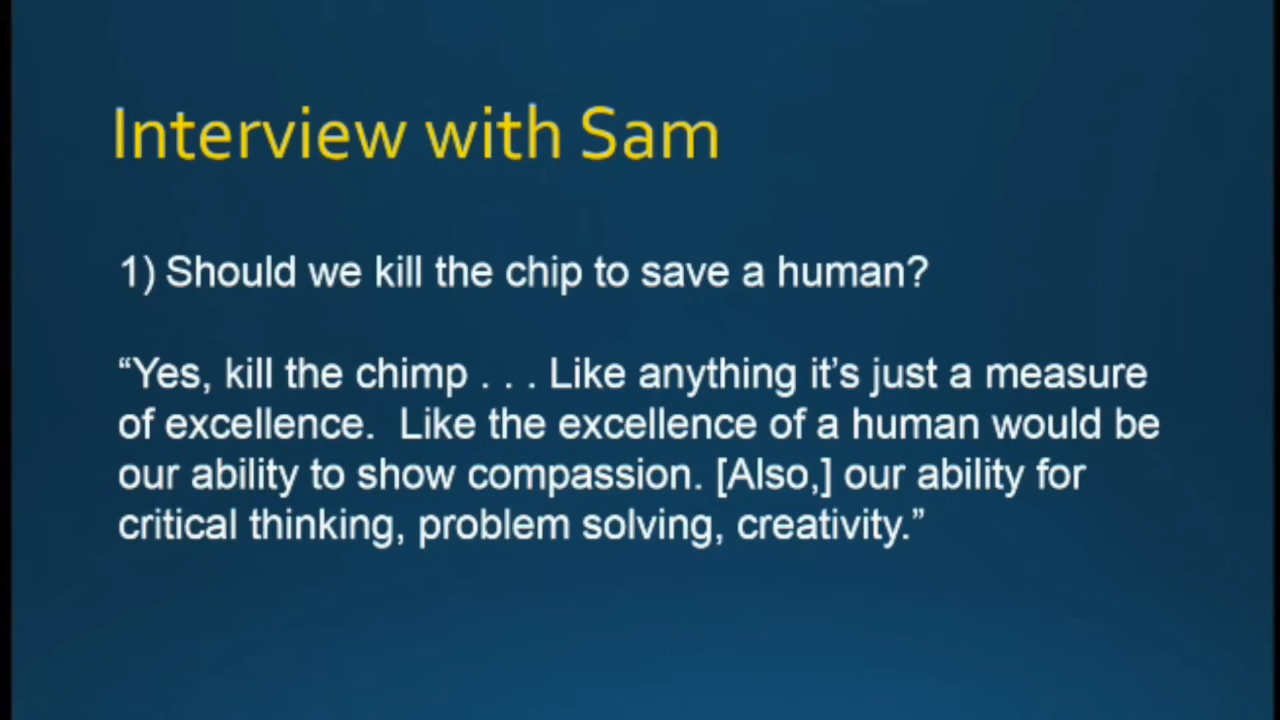 Interview with Sam
1) Should we kill the chip to save a human?
“Yes, kill the chimp . . . Like anything it’s just a measure
of excellence.  Like the excellence of a human would be
our ability to show compassion. [Also,] our ability for
critical thinking, problem solving, creativity.”